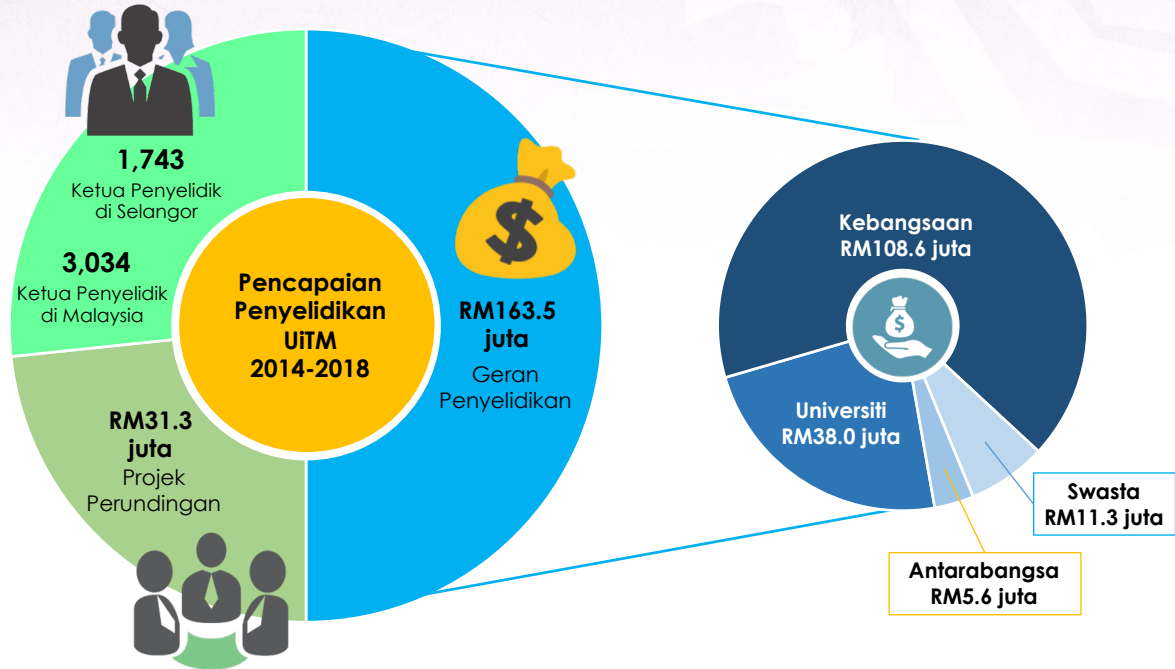 1,743
Ketua Penyelidik
di Selangor
3,034
Ketua Penyelidik
di Malaysia
RM31.3
juta
Projek
Perundingan
Pencapaian
Penyelidikan
UiTM
2014-2018
$
RM163.5
juta
Geran
Penyelidikan
Kebangsaan
RM108.6 juta
$
Universiti
RM38.0 juta
Swasta
RM11.3 juta
Antarabangsa
RM5.6 juta